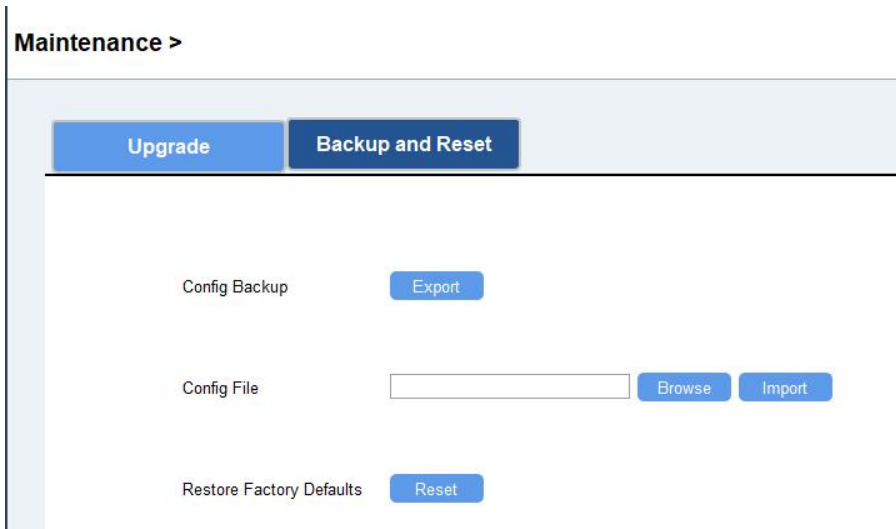 Maintenance >
Upgrade Backup and Reset
Config Backup Export
Config File Browse Import
Restore Factory Defaults Reset